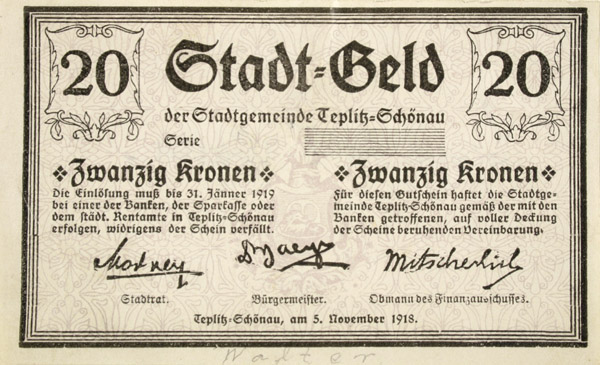 20 Stadt-Geld 20
der Stadtgemeinde Teplitz-Schönau
Serie
Zwanzig Kronen
Die Einlösung muß bis 31. Jänner 1919
bei einer der Banken, der Sparkasse oder
dem städt. Rentamte in Teplitz-Schönau
erfolgen, widrigens der Schein verfällt.
Zwanzig Kronen
Für diesen Gutschein haftet die Stadtge-
meinde Teplitz-Schönau gemäß der mit den
Banken getroffenen, auf voller Deckung
der Scheine beruhenden Vereinbarung.
Mitscherlich
Stadtrat. Bürgermeister. Obmann des Finanzausschusses.
Teplitz-Schönau, am 5. November 1918.